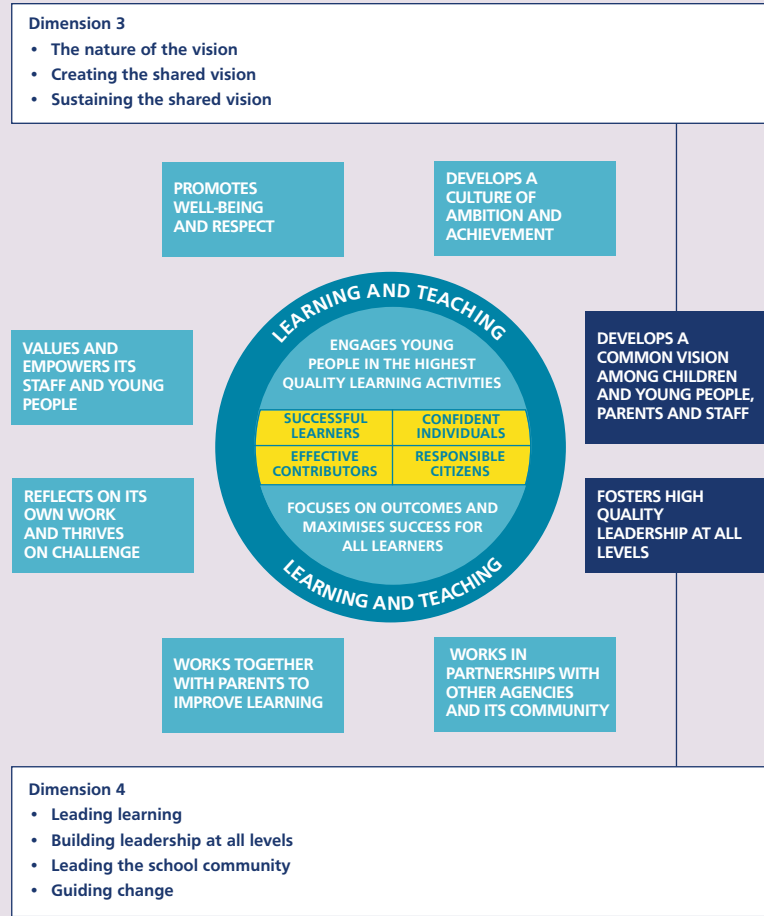 Dimension 3
• The nature of the vision
• Creating the shared vision
• Sustaining the shared vision
PROMOTES
WELL-BEING
AND RESPECT
DEVELOPS A
CULTURE OF
AMBITION AND
ACHIEVEMENT
VALUES AND
EMPOWERS ITS
STAFF AND YOUNG
PEOPLE
LEARNING AND TEACHING
ENGAGES YOUNG
PEOPLE IN THE HIGHEST
QUALITY LEARNING ACTIVITIES
SUCCESSFUL
LEARNERS
CONFIDENT
INDIVIDUALS
EFFECTIVE
CONTRIBUTORS
RESPONSIBLE
CITIZENS
FOCUSES ON OUTCOMES AND
MAXIMISES SUCCESS FOR
ALL LEARNERS
LEARNING AND TEACHING
DEVELOPS A
COMMON VISION
AMONG CHILDREN
AND YOUNG PEOPLE,
PARENTS AND STAFF
REFLECTS ON ITS
OWN WORK
AND THRIVES
ON CHALLENGE
FOSTERS HIGH
QUALITY
LEADERSHIP AT ALL
LEVELS
WORKS TOGETHER
WITH PARENTS TO
IMPROVE LEARNING
WORKS IN
PARTNERSHIPS WITH
OTHER AGENCIES
AND ITS COMMUNITY
Dimension 4
• Leading learning
• Building leadership at all levels
• Leading the school community
• Guiding change